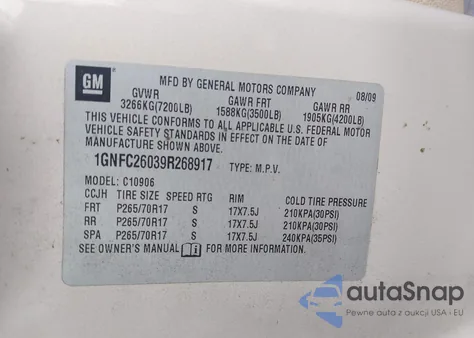 GM
MFD BY GENERAL MOTORS COMPANY
08/09
GVWR GAWR FRT GAWR RR
3266KG(7200LB) 1588KG(3500LB) 1905KG(4200LB)
THIS VEHICLE CONFORMS TO ALL APPLICABLE U.S. FEDERAL MOTOR
VEHICLE SAFETY STANDARDS IN EFFECT ON THE DATE OF
MANUFACTURE SHOWN ABOVE.
1GNFC26039R268917 TYPE: M.P.V.
MODEL: C10906
CCJH TIRE SIZE SPEED RTG RIM COLD TIRE PRESSURE
FRT P265/70R17 S 17X7.5J 210KPA(30PSI)
RR P265/70R17 S 17X7.5J 210KPA(30PSI)
SPA P265/70R17 S 17X7.5J 240KPA(35PSI)
SEE OWNER'S MANUAL FOR MORE INFORMATION.
autoSnap
Pewne auta z aukcji USA - EU